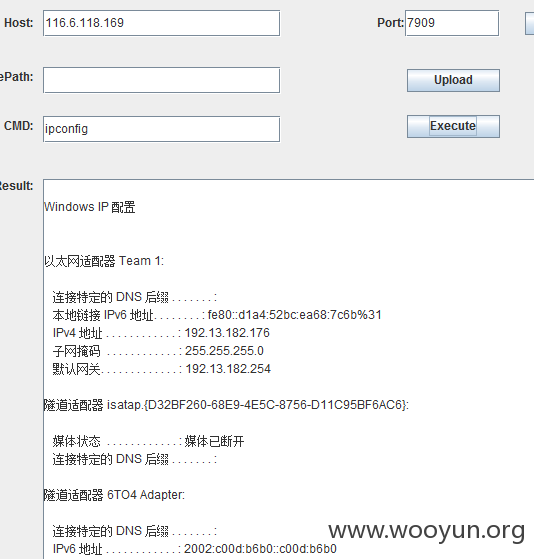 Host: 116.6.118.169 Port: 7909
ePath: Upload
CMD: ipconfig Execute
Result:
Windows IP 配置
以太网适配器 Team 1:
连接特定的 DNS 后缀 . . . . . . . :
本地链接 IPv6 地址. . . . . . . . : fe80::d1a4:52bc:ea68:7c6b%31
IPv4 地址 . . . . . . . . . . . . : 192.13.182.176
子网掩码 . . . . . . . . . . . . : 255.255.255.0
默认网关. . . . . . . . . . . . . : 192.13.182.254
隧道适配器 isatap.{D32BF260-68E9-4E5C-8756-D11C95BF6AC6}:
媒体状态 . . . . . . . . . . . . : 媒体已断开
连接特定的 DNS 后缀 . . . . . . . :
隧道适配器 6TO4 Adapter:
连接特定的 DNS 后缀 . . . . . . . :
IPv6 地址 . . . . . . . . . . . . : 2002:c00d:b6b0::c00d:b6b0
www.wooyun.org